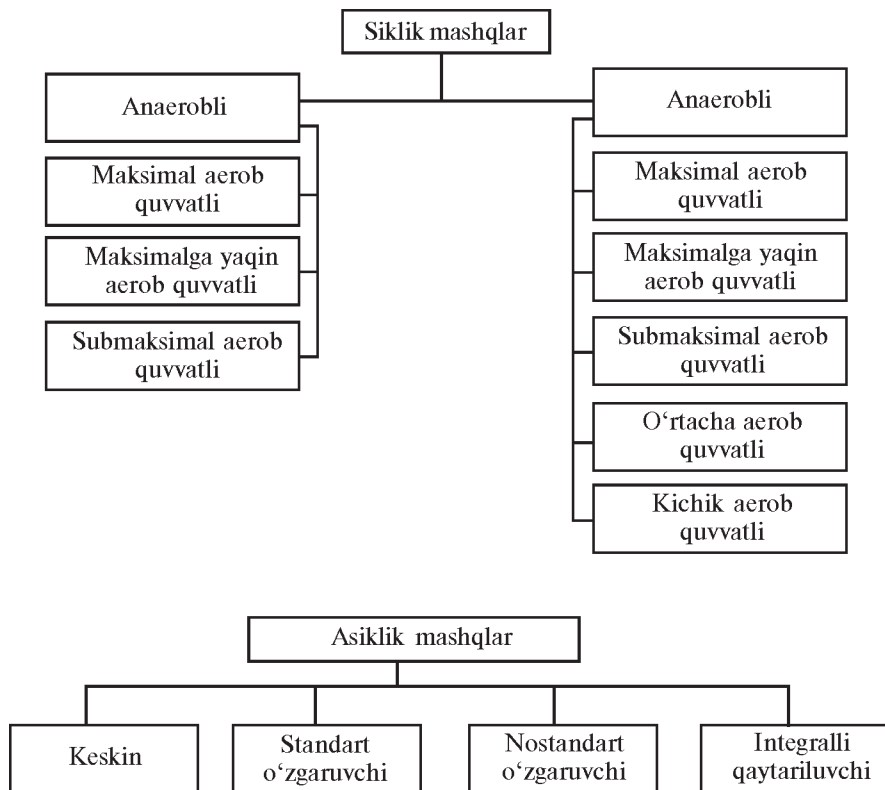 Siklik mashqlar
Anaerobli
Maksimal aerob
quvvatli
Maksimalga yaqin
aerob quvvatli
Submaksimal aerob
quvvatli
Anaerobli
Maksimal aerob
quvvatli
Maksimalga yaqin
aerob quvvatli
Submaksimal aerob
quvvatli
O‘rtacha aerob
quvvatli
Kichik aerob
quvvatli
Asiklik mashqlar
Keskin
Standart
o‘zgaruvchi
Nostandart
o‘zgaruvchi
Integralli
qaytariluvchi